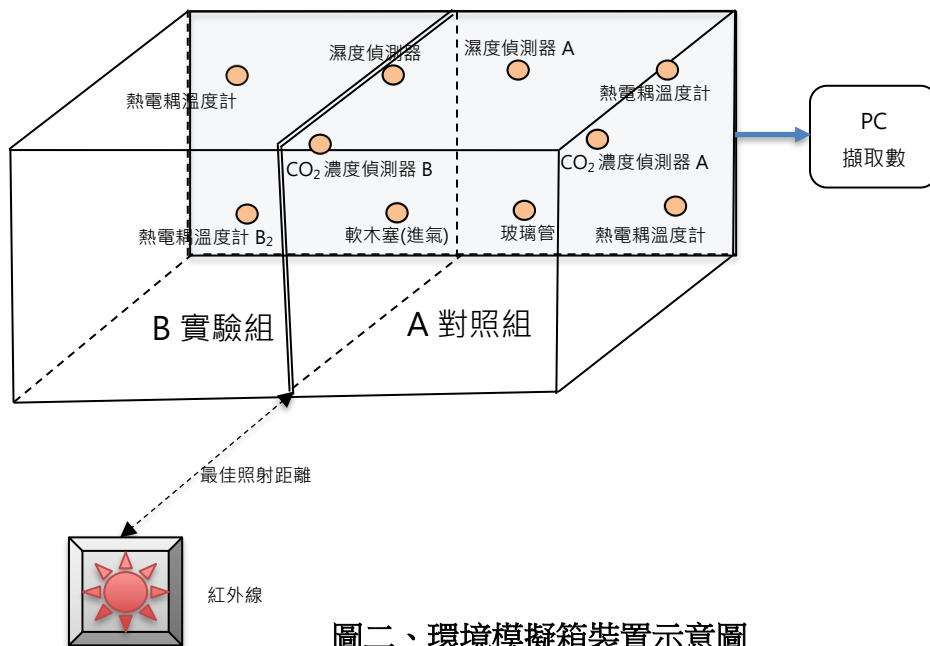 濕度偵測器
濕度偵測器 A
熱電耦溫度計
熱電耦溫度計
PC
擷取數
CO₂ 濃度偵測器 B
CO₂ 濃度偵測器 A
熱電耦溫度計 B₂
軟木塞(進氣)
玻璃管
熱電耦溫度計
B 實驗組
A 對照組
最佳照射距離
紅外線
圖二、環境模擬箱裝置示意圖